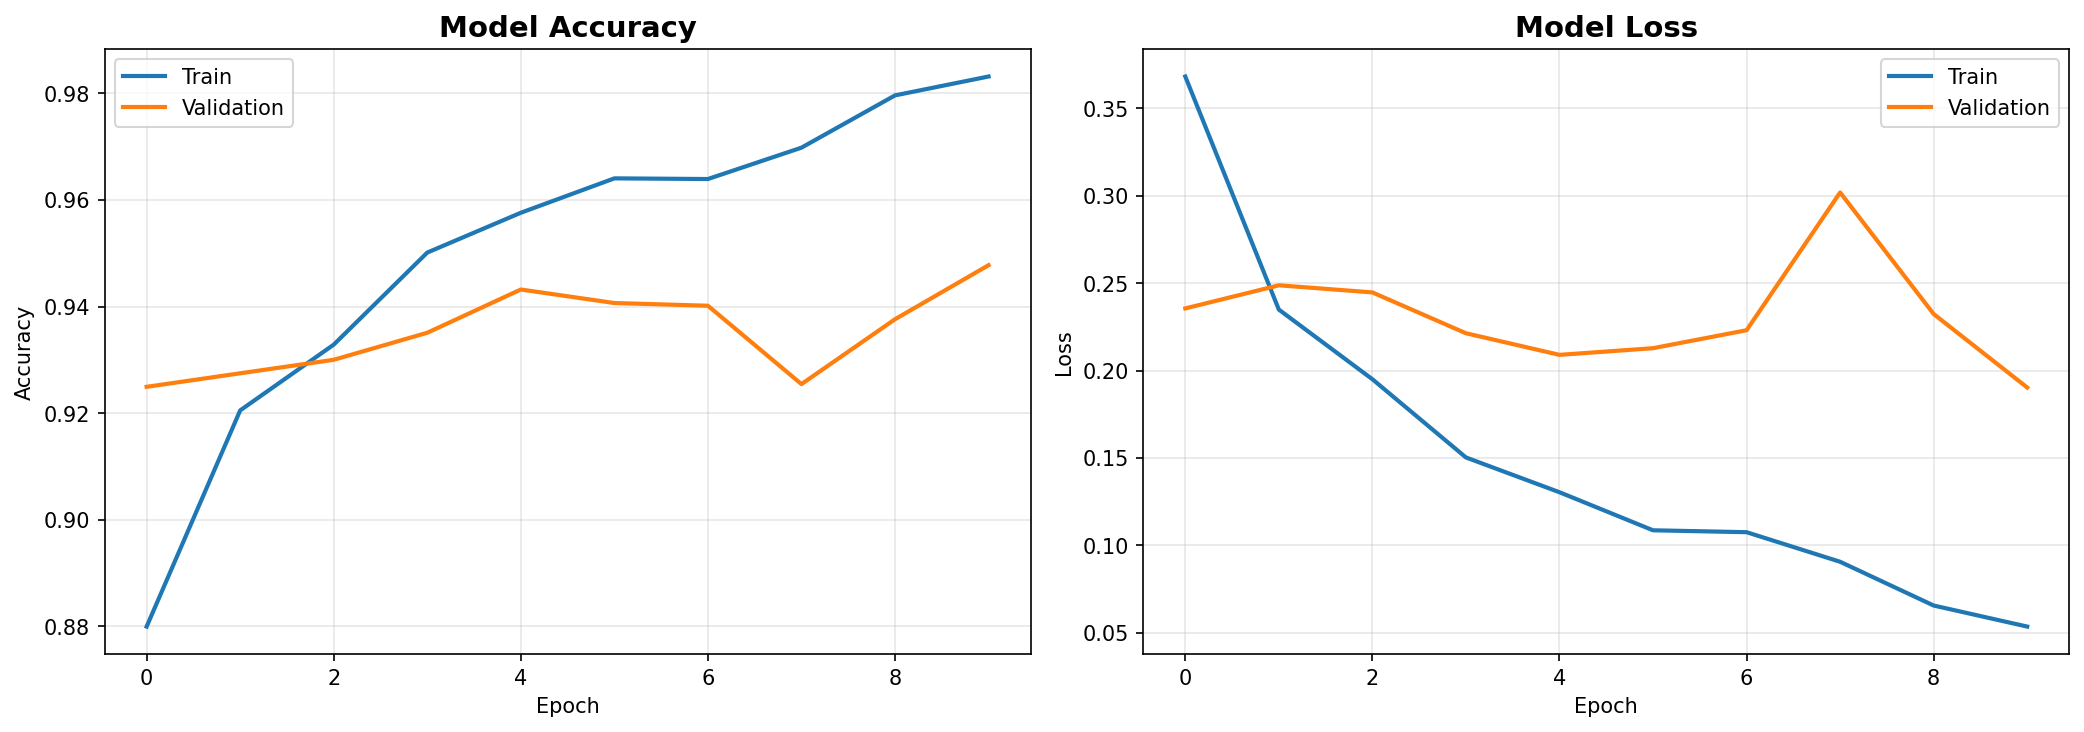 Model Accuracy
Train
Validation
0.98
0.96
0.94
0.92
0.90
0.88
Accuracy
0 2 4 6 8
Epoch
Model Loss
Train
Validation
0.35
0.30
0.25
0.20
0.15
0.10
0.05
Loss
0 2 4 6 8
Epoch